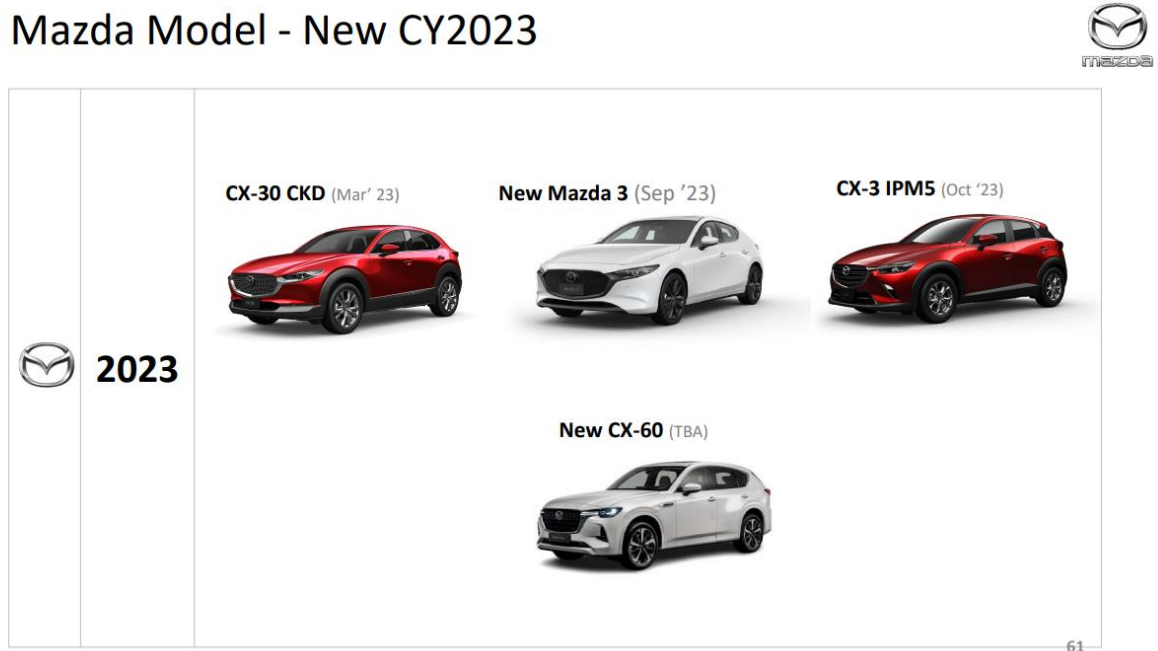 Mazda Model - New CY2023
mazda
CX-30 CKD (Mar’ 23)
New Mazda 3 (Sep ’23)
CX-3 IPM5 (Oct ‘23)
2023
New CX-60 (TBA)
61